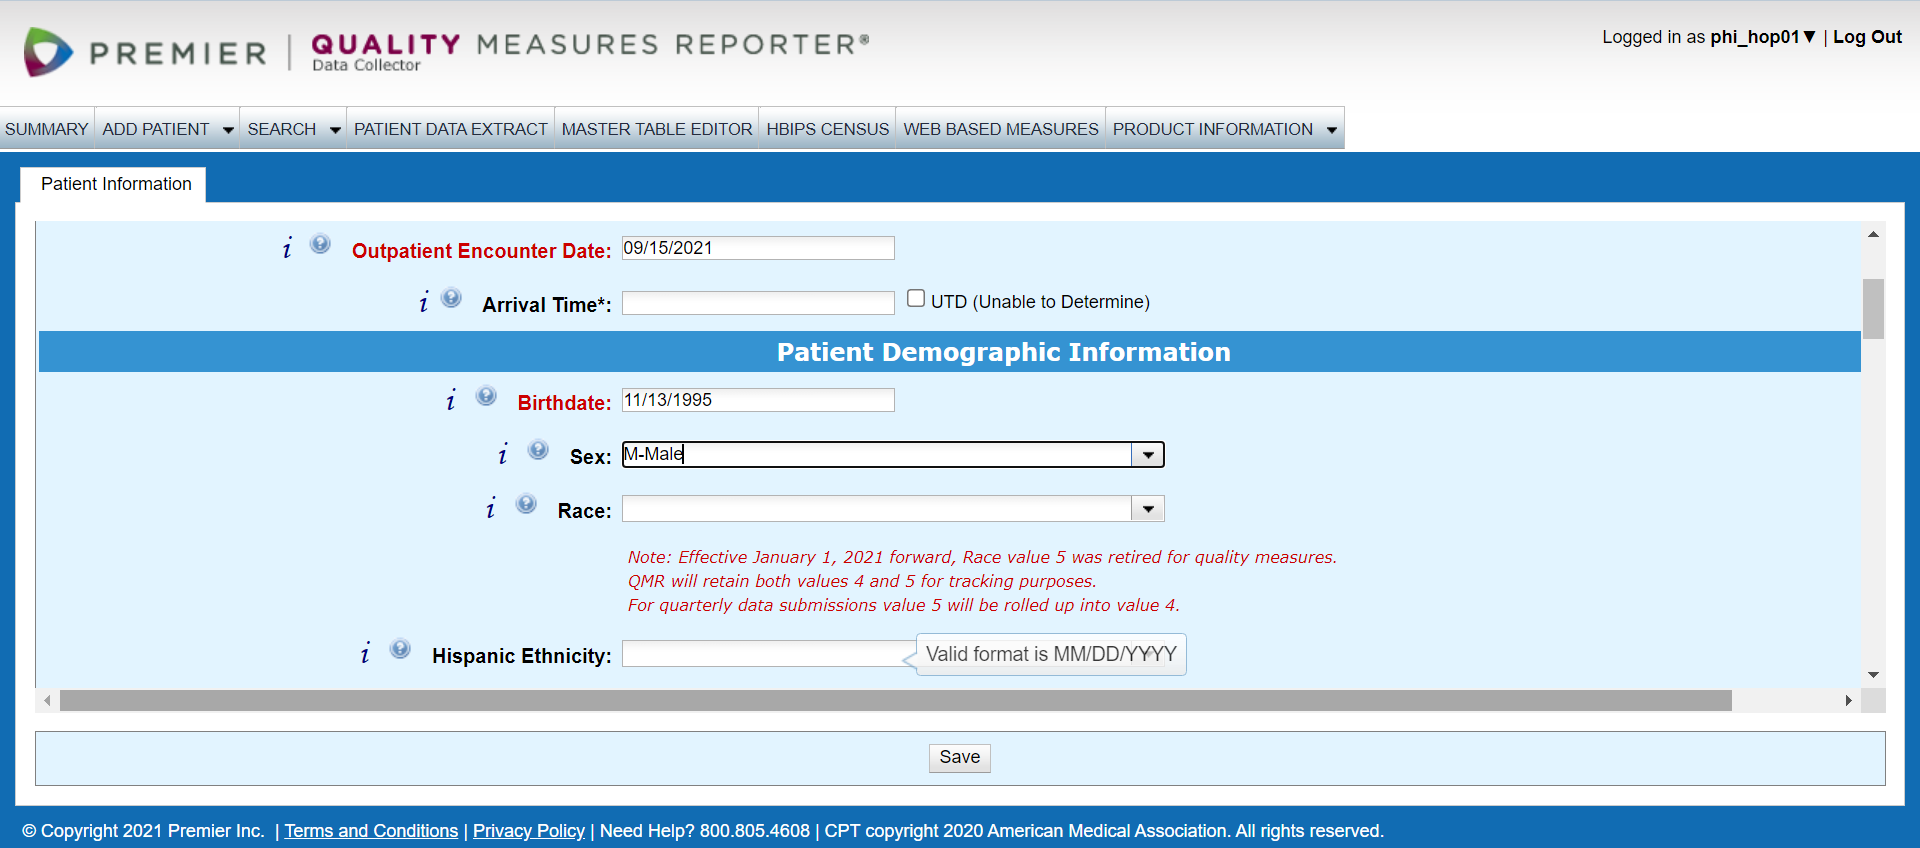 PREMIER | QUALITY MEASURES REPORTER®
Data Collector
Logged in as phi_hop01▼ | Log Out
SUMMARY ADD PATIENT SEARCH PATIENT DATA EXTRACT MASTER TABLE EDITOR HBIPS CENSUS WEB BASED MEASURES PRODUCT INFORMATION
Patient Information
i ? Outpatient Encounter Date: 09/15/2021
i ? Arrival Time*: UTD (Unable to Determine)
Patient Demographic Information
i ? Birthdate: 11/13/1995
i ? Sex: M-Male
i ? Race:
Note: Effective January 1, 2021 forward, Race value 5 was retired for quality measures.
QMR will retain both values 4 and 5 for tracking purposes.
For quarterly data submissions value 5 will be rolled up into value 4.
i ? Hispanic Ethnicity: Valid format is MM/DD/YYYY
Save
© Copyright 2021 Premier Inc. | Terms and Conditions | Privacy Policy | Need Help? 800.805.4608 | CPT copyright 2020 American Medical Association. All rights reserved.